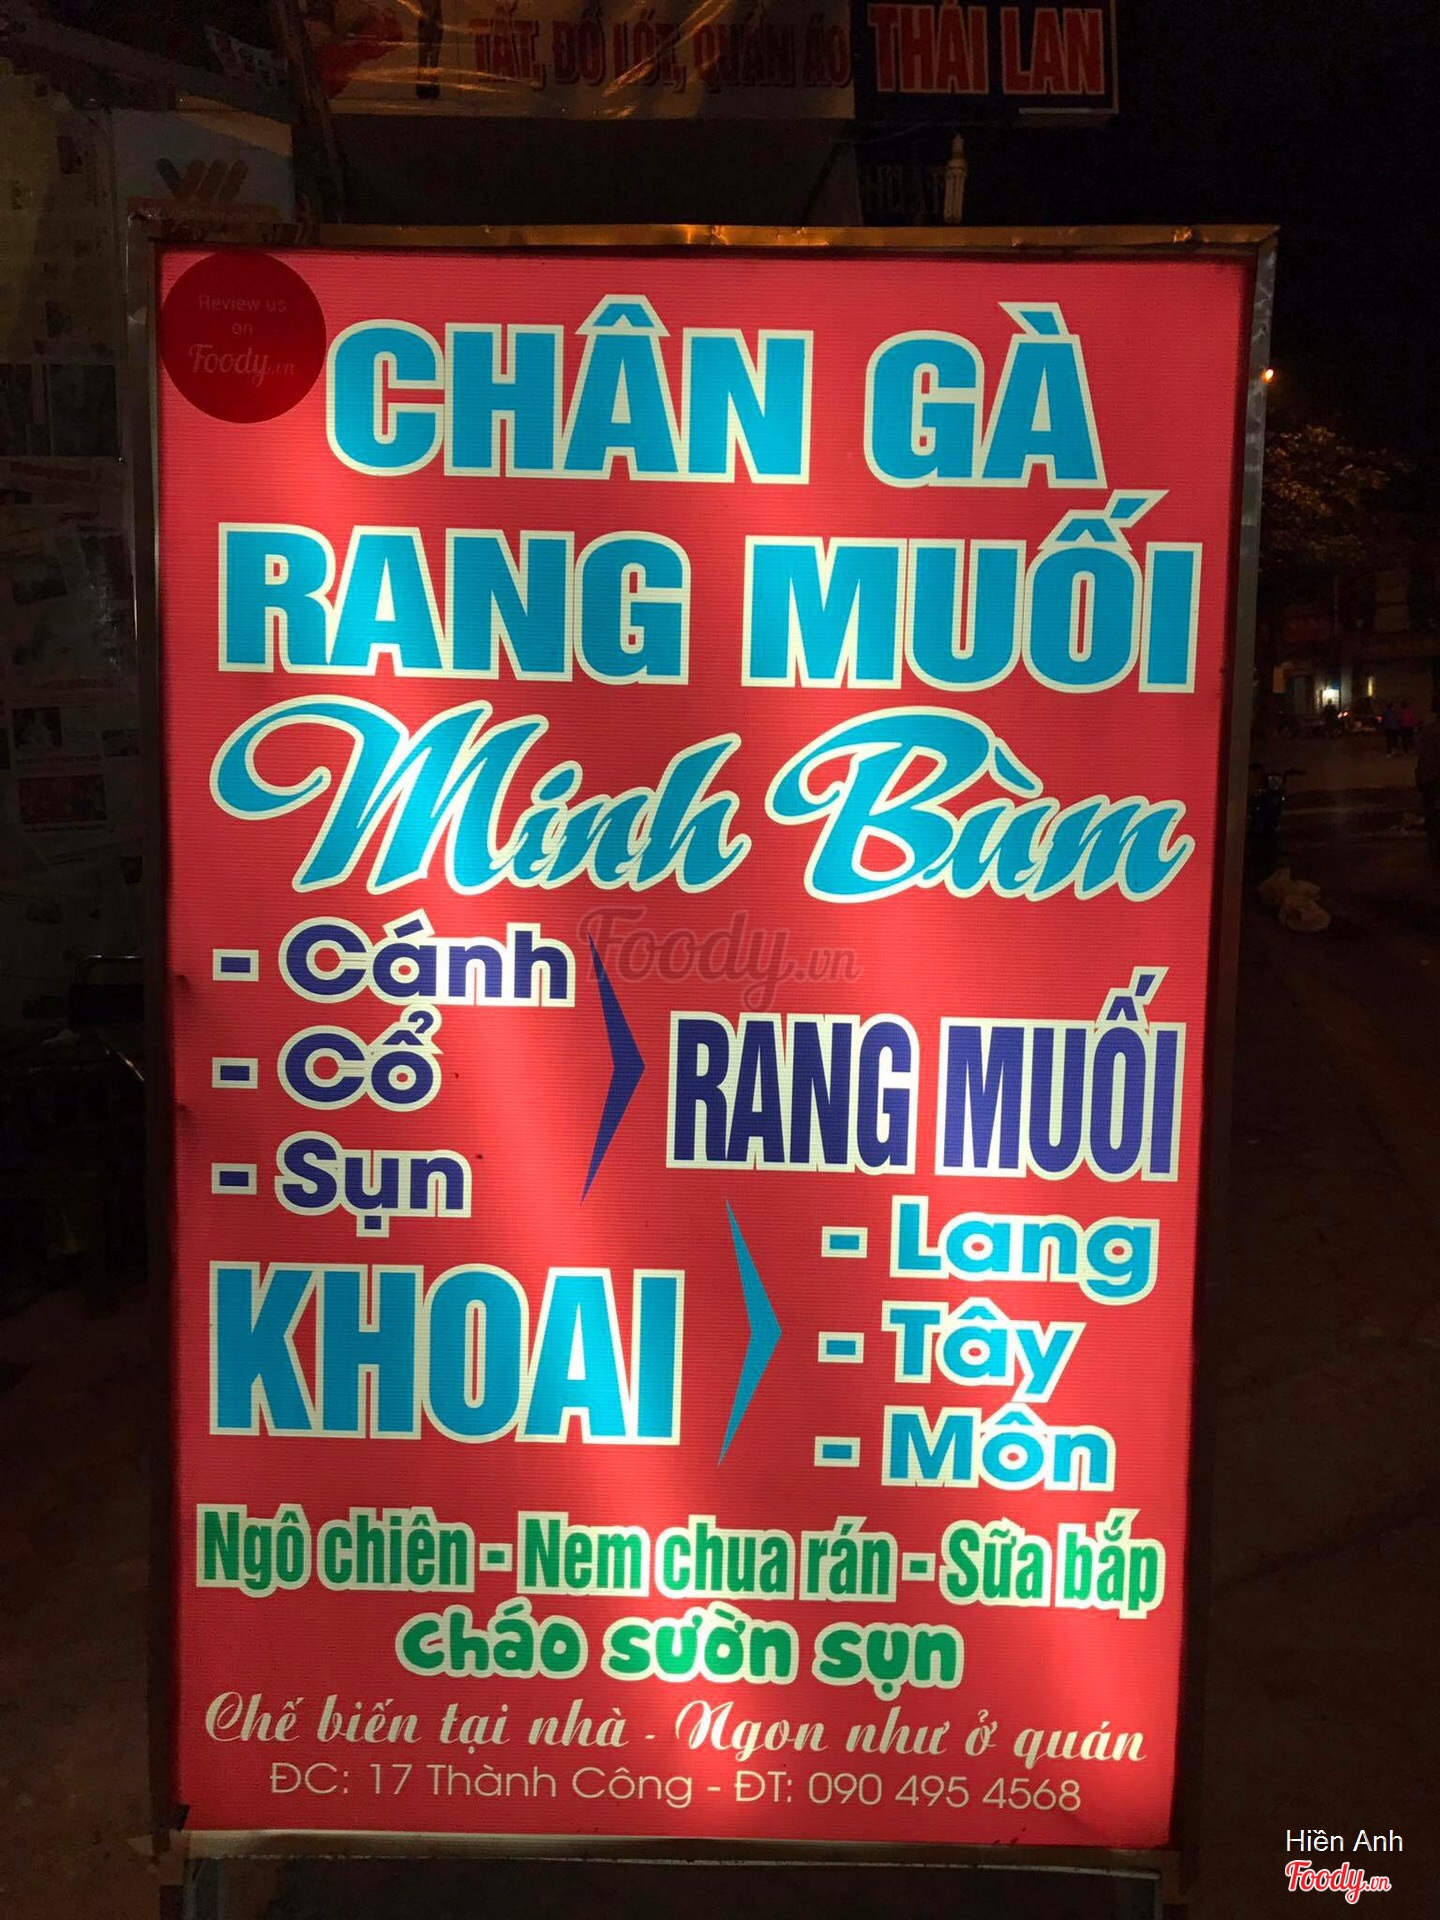 TẤT, ĐỒ LÓT, QUẦN ÁO THÁI LAN
Review us
on
Foody.vn
CHÂN GÀ
RANG MUỐI
Minh Bùm
- Cánh
- Cổ
- Sụn
RANG MUỐI
KHOAI
- Lang
- Tây
- Môn
Foody.vn
Ngô chiên - Nem chua rán - Sữa bắp
cháo sườn sụn
Chế biến tại nhà - Ngon như ở quán
ĐC: 17 Thành Công - ĐT: 090 495 4568
Hiền Anh
Foody.vn